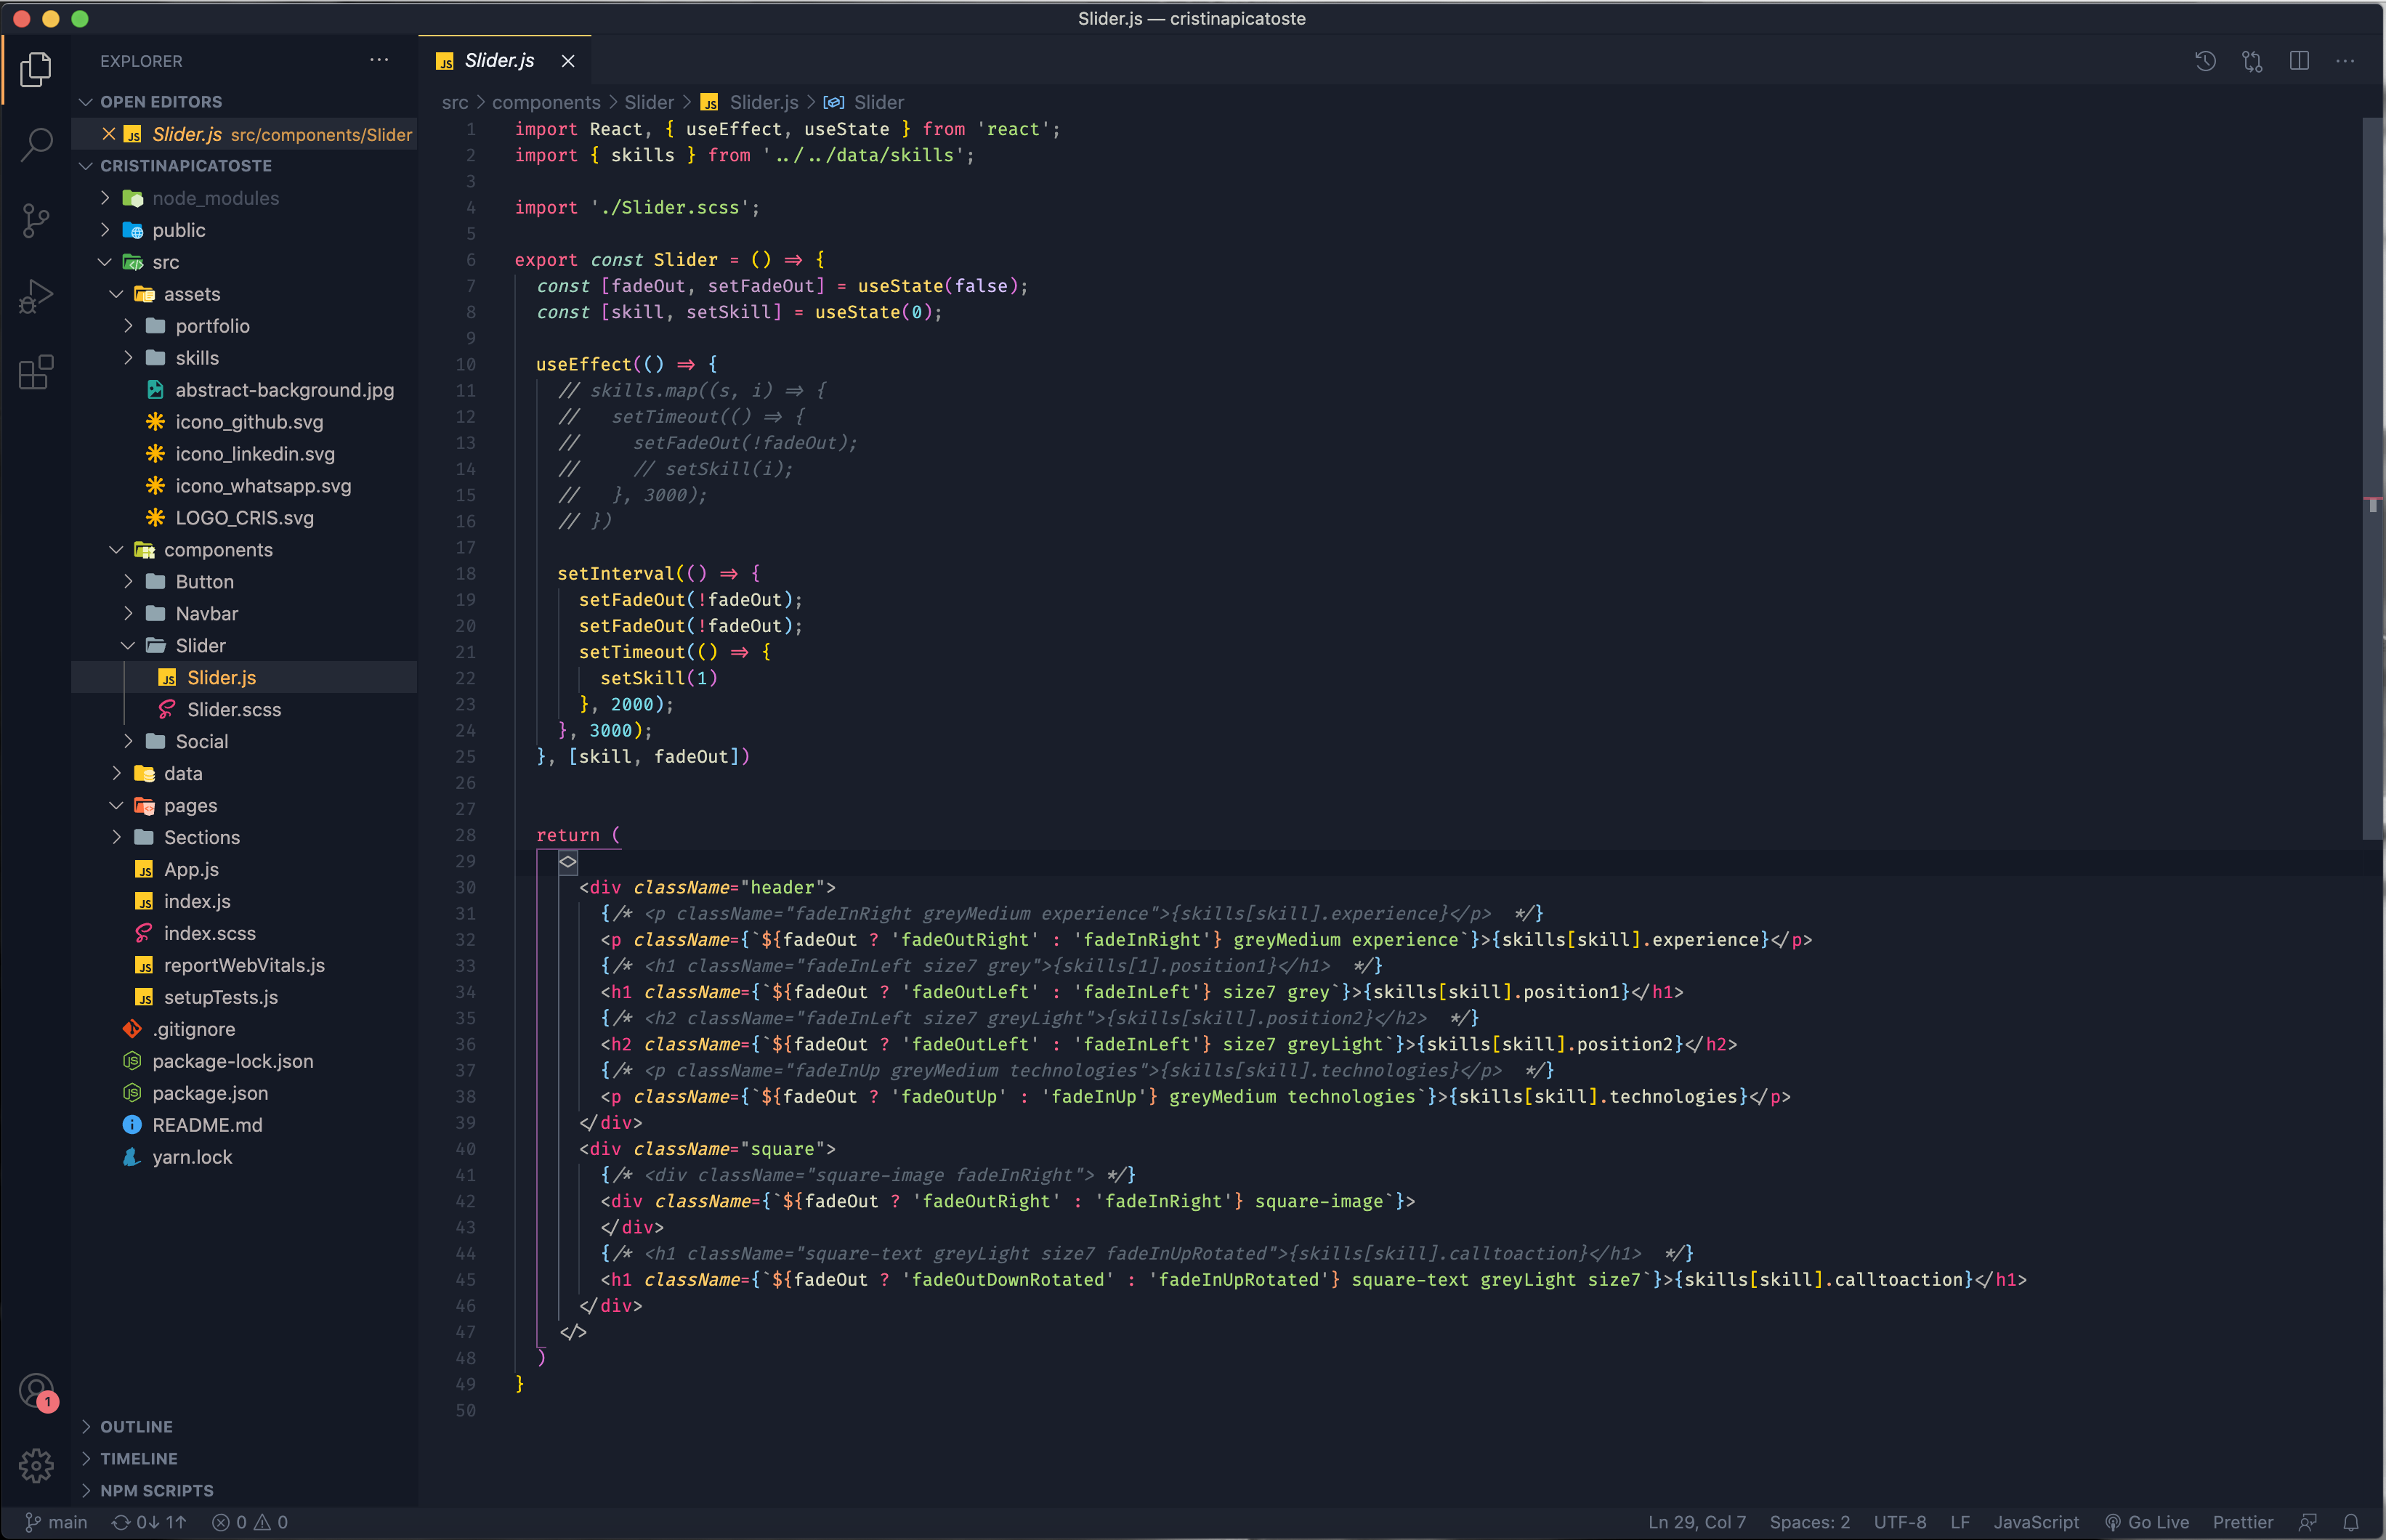 Slider.js — cristinapicatoste
EXPLORER
OPEN EDITORS
Slider.js src/components/Slider
CRISTINAPICATOSTE
node_modules
public
src
assets
portfolio
skills
abstract-background.jpg
icono_github.svg
icono_linkedin.svg
icono_whatsapp.svg
LOGO_CRIS.svg
components
Button
Navbar
Slider
Slider.js
Slider.scss
Social
data
pages
Sections
App.js
index.js
index.scss
reportWebVitals.js
setupTests.js
.gitignore
package-lock.json
package.json
README.md
yarn.lock
OUTLINE
TIMELINE
NPM SCRIPTS
1
Slider.js
src > components > Slider > Slider.js > Slider
1 import React, { useEffect, useState } from 'react';
2 import { skills } from '../../data/skills';
3
4 import './Slider.scss';
5
6 export const Slider = () => {
7 const [fadeOut, setFadeOut] = useState(false);
8 const [skill, setSkill] = useState(0);
9
10 useEffect(() => {
11 // skills.map((s, i) => {
12 // setTimeout(() => {
13 // setFadeOut(!fadeOut);
14 // // setSkill(i);
15 // }, 3000);
16 // })
17
18 setInterval(() => {
19 setFadeOut(!fadeOut);
20 setFadeOut(!fadeOut);
21 setTimeout(() => {
22 setSkill(1)
23 }, 2000);
24 }, 3000);
25 }, [skill, fadeOut])
26
27
28 return (
29 <>
30 <div className="header">
31 {/* <p className="fadeInRight greyMedium experience">{skills[skill].experience}</p> */}
32 <p className={`${fadeOut ? 'fadeOutRight' : 'fadeInRight'} greyMedium experience`}>{skills[skill].experience}</p>
33 {/* <h1 className="fadeInLeft size7 grey">{skills[1].position1}</h1> */}
34 <h1 className={`${fadeOut ? 'fadeOutLeft' : 'fadeInLeft'} size7 grey`}>{skills[skill].position1}</h1>
35 {/* <h2 className="fadeInLeft size7 greyLight">{skills[skill].position2}</h2> */}
36 <h2 className={`${fadeOut ? 'fadeOutLeft' : 'fadeInLeft'} size7 greyLight`}>{skills[skill].position2}</h2>
37 {/* <p className="fadeInUp greyMedium technologies">{skills[skill].technologies}</p> */}
38 <p className={`${fadeOut ? 'fadeOutUp' : 'fadeInUp'} greyMedium technologies`}>{skills[skill].technologies}</p>
39 </div>
40 <div className="square">
41 {/* <div className="square-image fadeInRight"> */}
42 <div className={`${fadeOut ? 'fadeOutRight' : 'fadeInRight'} square-image`}>
43 </div>
44 {/* <h1 className="square-text greyLight size7 fadeInUpRotated">{skills[skill].calltoaction}</h1> */}
45 <h1 className={`${fadeOut ? 'fadeOutDownRotated' : 'fadeInUpRotated'} square-text greyLight size7`}>{skills[skill].calltoaction}</h1>
46 </div>
47 </>
48 )
49 }
50
main 0↓ 1↑ 0 0
Ln 29, Col 7 Spaces: 2 UTF-8 LF JavaScript Go Live Prettier